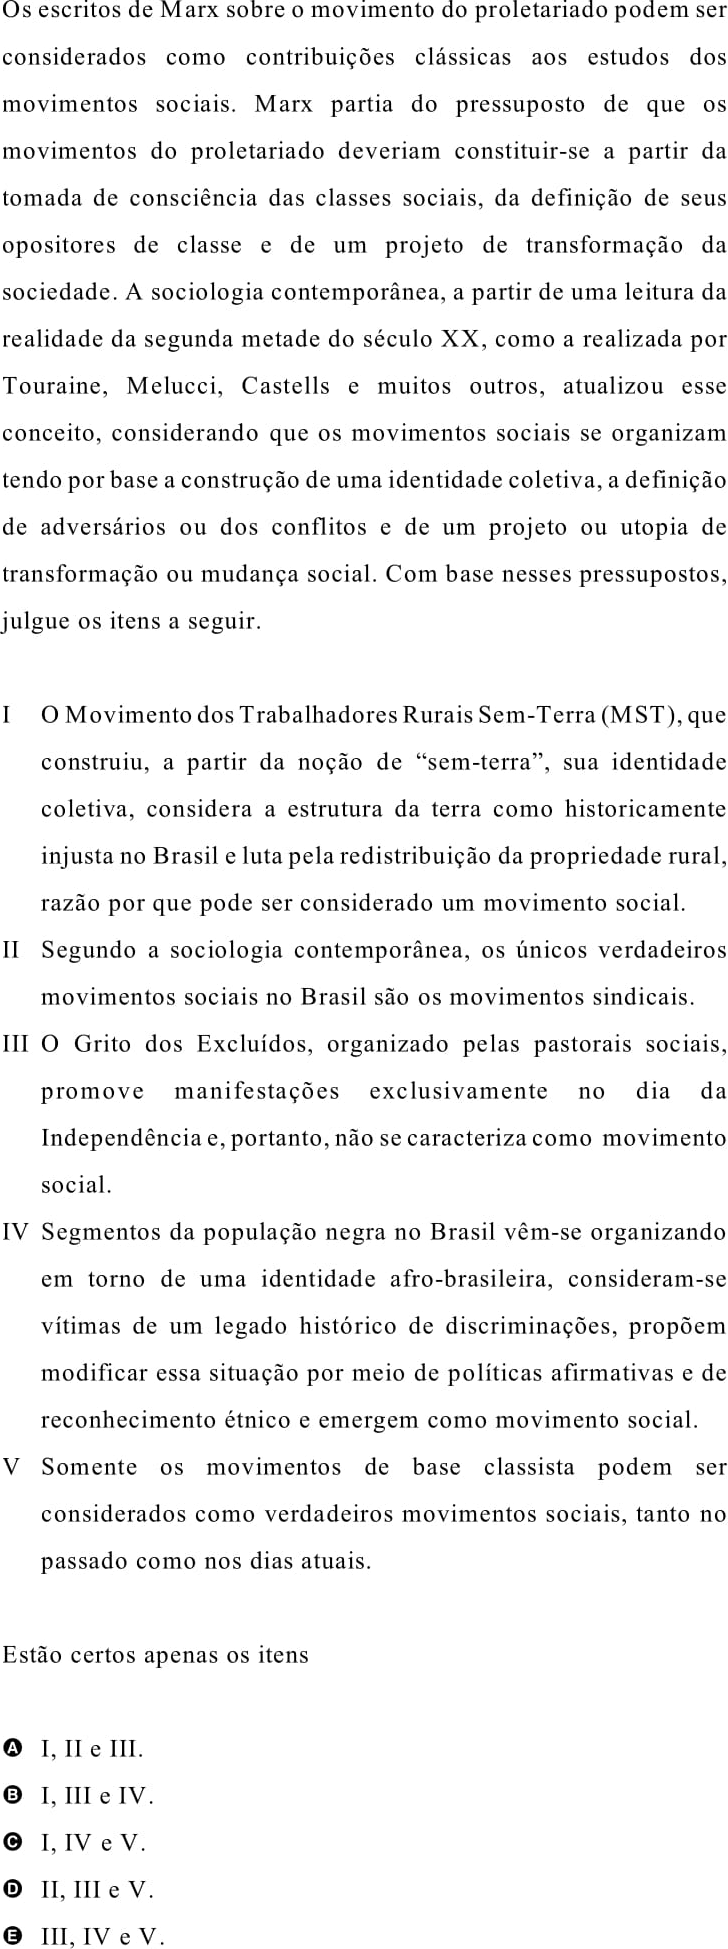 Os escritos de Marx sobre o movimento do proletariado podem ser
considerados como contribuições clássicas aos estudos dos
movimentos sociais. Marx partia do pressuposto de que os
movimentos do proletariado deveriam constituir-se a partir da
tomada de consciência das classes sociais, da definição de seus
opositores de classe e de um projeto de transformação da
sociedade. A sociologia contemporânea, a partir de uma leitura da
realidade da segunda metade do século XX, como a realizada por
Touraine, Melucci, Castells e muitos outros, atualizou esse
conceito, considerando que os movimentos sociais se organizam
tendo por base a construção de uma identidade coletiva, a definição
de adversários ou dos conflitos e de um projeto ou utopia de
transformação ou mudança social. Com base nesses pressupostos,
julgue os itens a seguir.
I O Movimento dos Trabalhadores Rurais Sem-Terra (MST), que
construiu, a partir da noção de “sem-terra”, sua identidade
coletiva, considera a estrutura da terra como historicamente
injusta no Brasil e luta pela redistribuição da propriedade rural,
razão por que pode ser considerado um movimento social.
II Segundo a sociologia contemporânea, os únicos verdadeiros
movimentos sociais no Brasil são os movimentos sindicais.
III O Grito dos Excluídos, organizado pelas pastorais sociais,
promove manifestações exclusivamente no dia da
Independência e, portanto, não se caracteriza como movimento
social.
IV Segmentos da população negra no Brasil vêm-se organizando
em torno de uma identidade afro-brasileira, consideram-se
vítimas de um legado histórico de discriminações, propõem
modificar essa situação por meio de políticas afirmativas e de
reconhecimento étnico e emergem como movimento social.
V Somente os movimentos de base classista podem ser
considerados como verdadeiros movimentos sociais, tanto no
passado como nos dias atuais.
Estão certos apenas os itens
A I, II e III.
B I, III e IV.
C I, IV e V.
D II, III e V.
E III, IV e V.